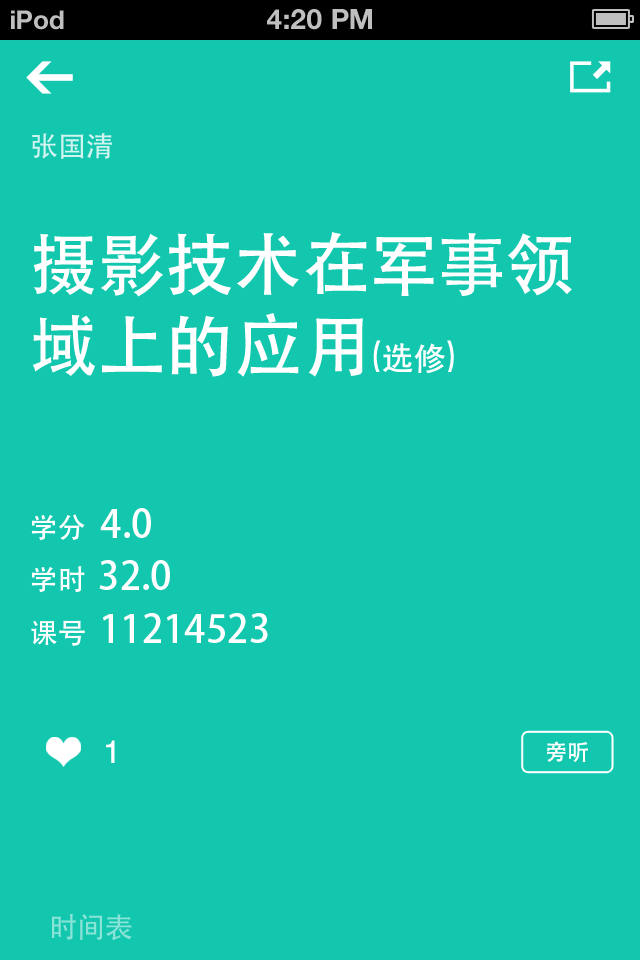 iPod 4:20 PM
张国清
摄影技术在军事领
域上的应用(选修)
学分 4.0
学时 32.0
课号 11214523
1
旁听
时间表